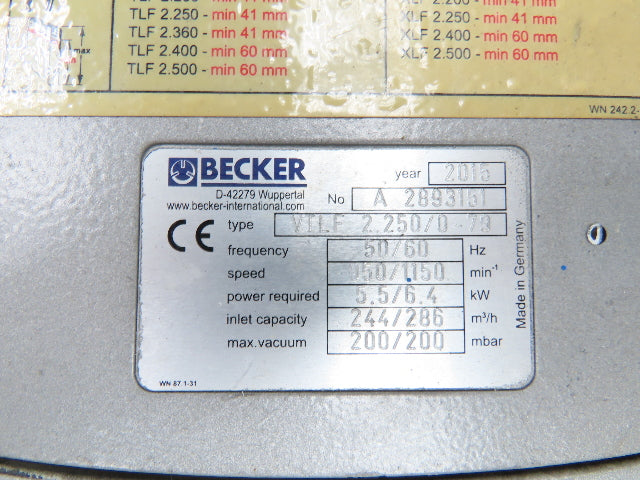 TLF 2.250 - min 41 mm
TLF 2.360 - min 41 mm
TLF 2.400 - min 60 mm
TLF 2.500 - min 60 mm
XLF 2.250 - min 41 mm
XLF 2.400 - min 60 mm
XLF 2.500 - min 60 mm
max
WN 242.2-
BECKER
D-42279 Wuppertal
www.becker-international.com
year 2015
No A 2893151
CE type VTLF 2.250/0-79
frequency 50/60 Hz
speed 950/1150 min⁻¹
power required 5.5/6.4 kW
inlet capacity 244/286 m³/h
max.vacuum 200/200 mbar
Made in Germany
WN 87 1-31